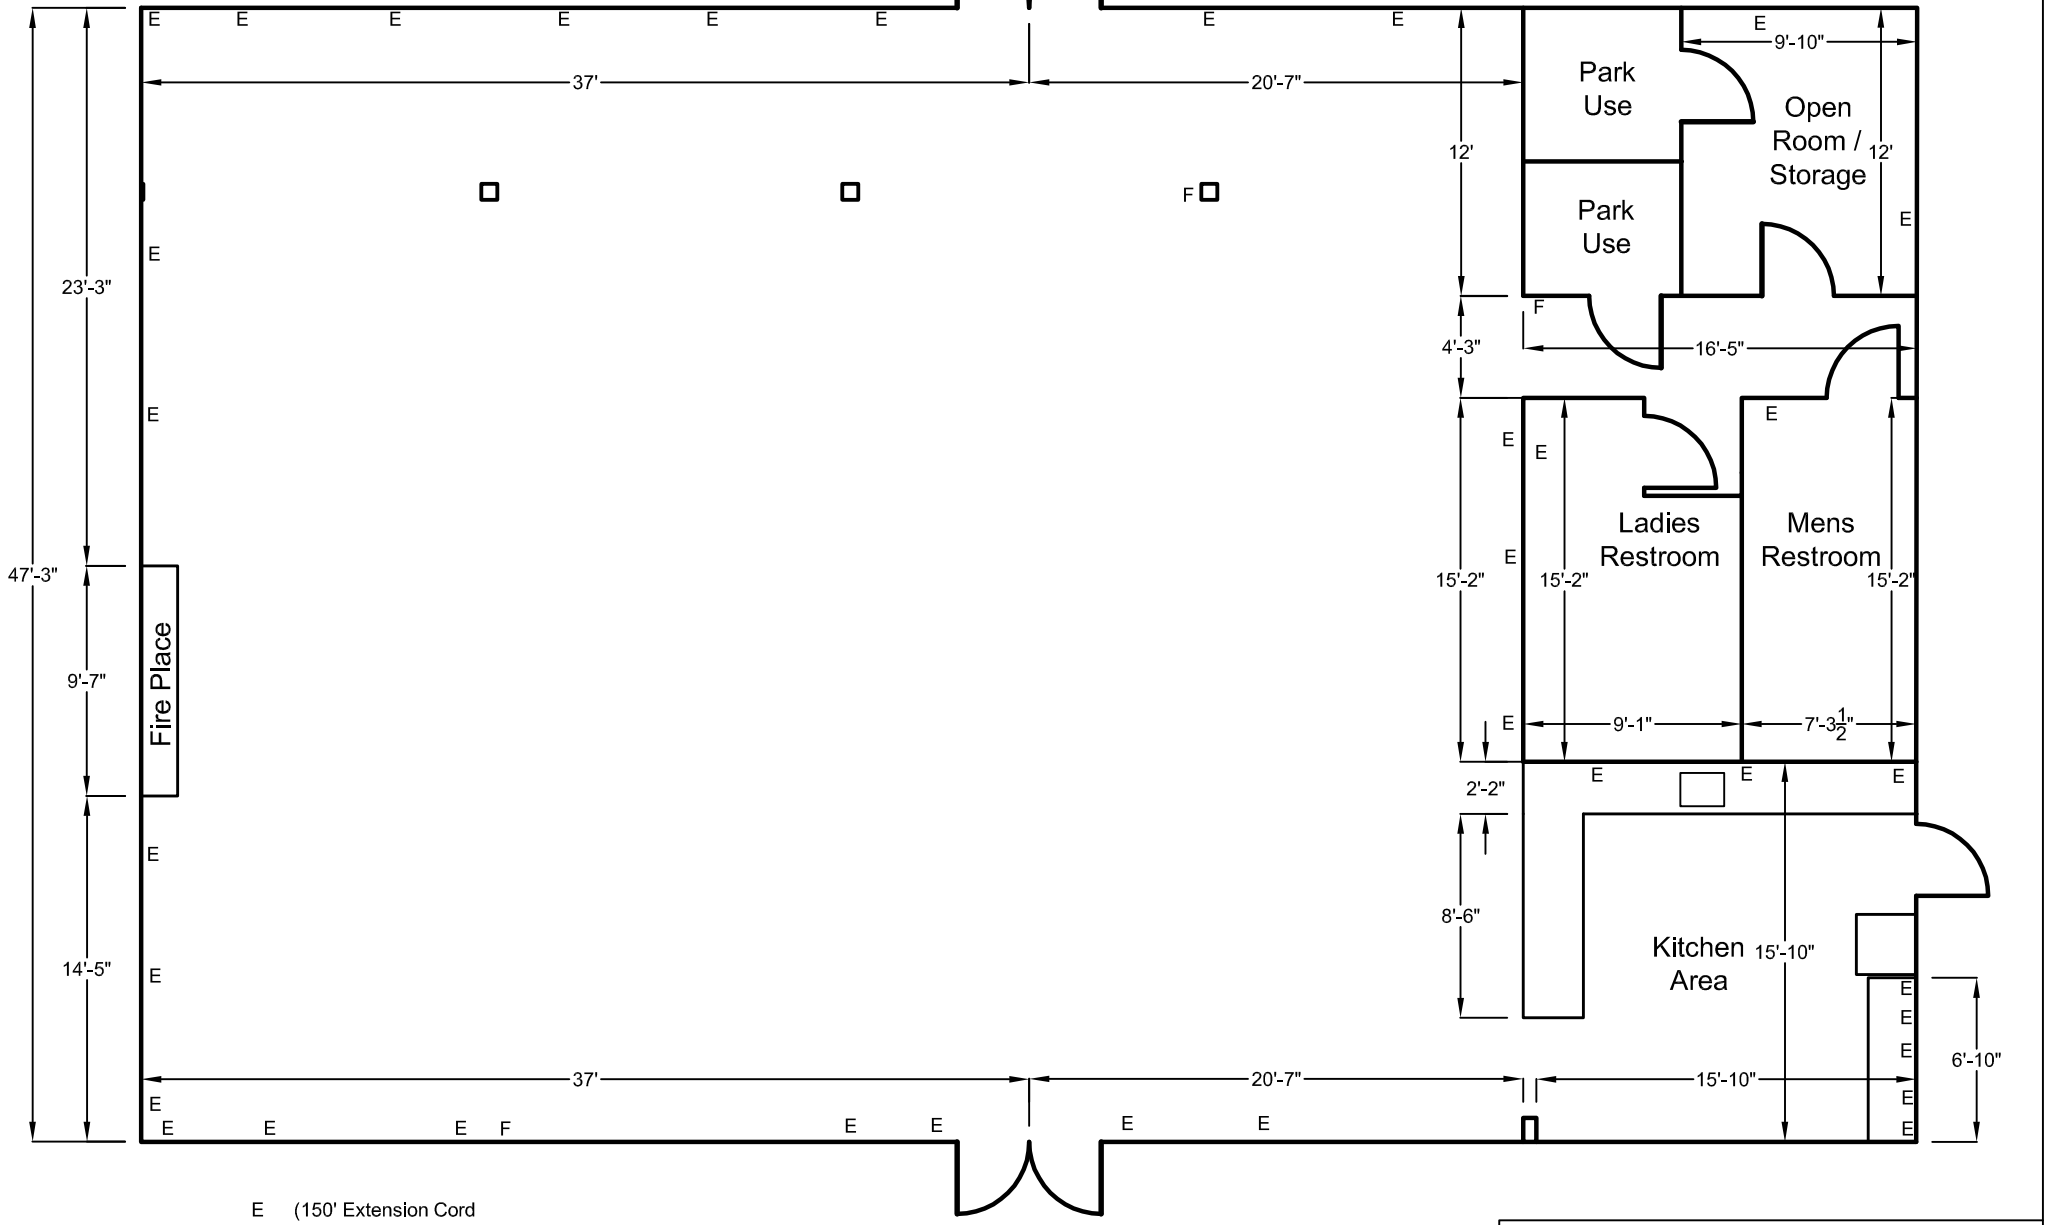 E E E E E E E E E
E
9'-10"
37'
20'-7"
Park
Use
Open
Room /
Storage
12'
12'
F
Park
Use
E
E
23'-3"
F
4'-3"
16'-5"
E
E
E
E
Ladies
Restroom
Mens
Restroom
E
47'-3"
15'-2"
15'-2"
15'-2"
Fire Place
9'-7"
E
9'-1"
7'-3 1/2"
2'-2"
E E E
E
8'-6"
Kitchen
Area
15'-10"
14'-5"
E
E
E
E
E
E
6'-10"
37'
20'-7"
15'-10"
E
E E E F E E E E
E (150' Extension Cord